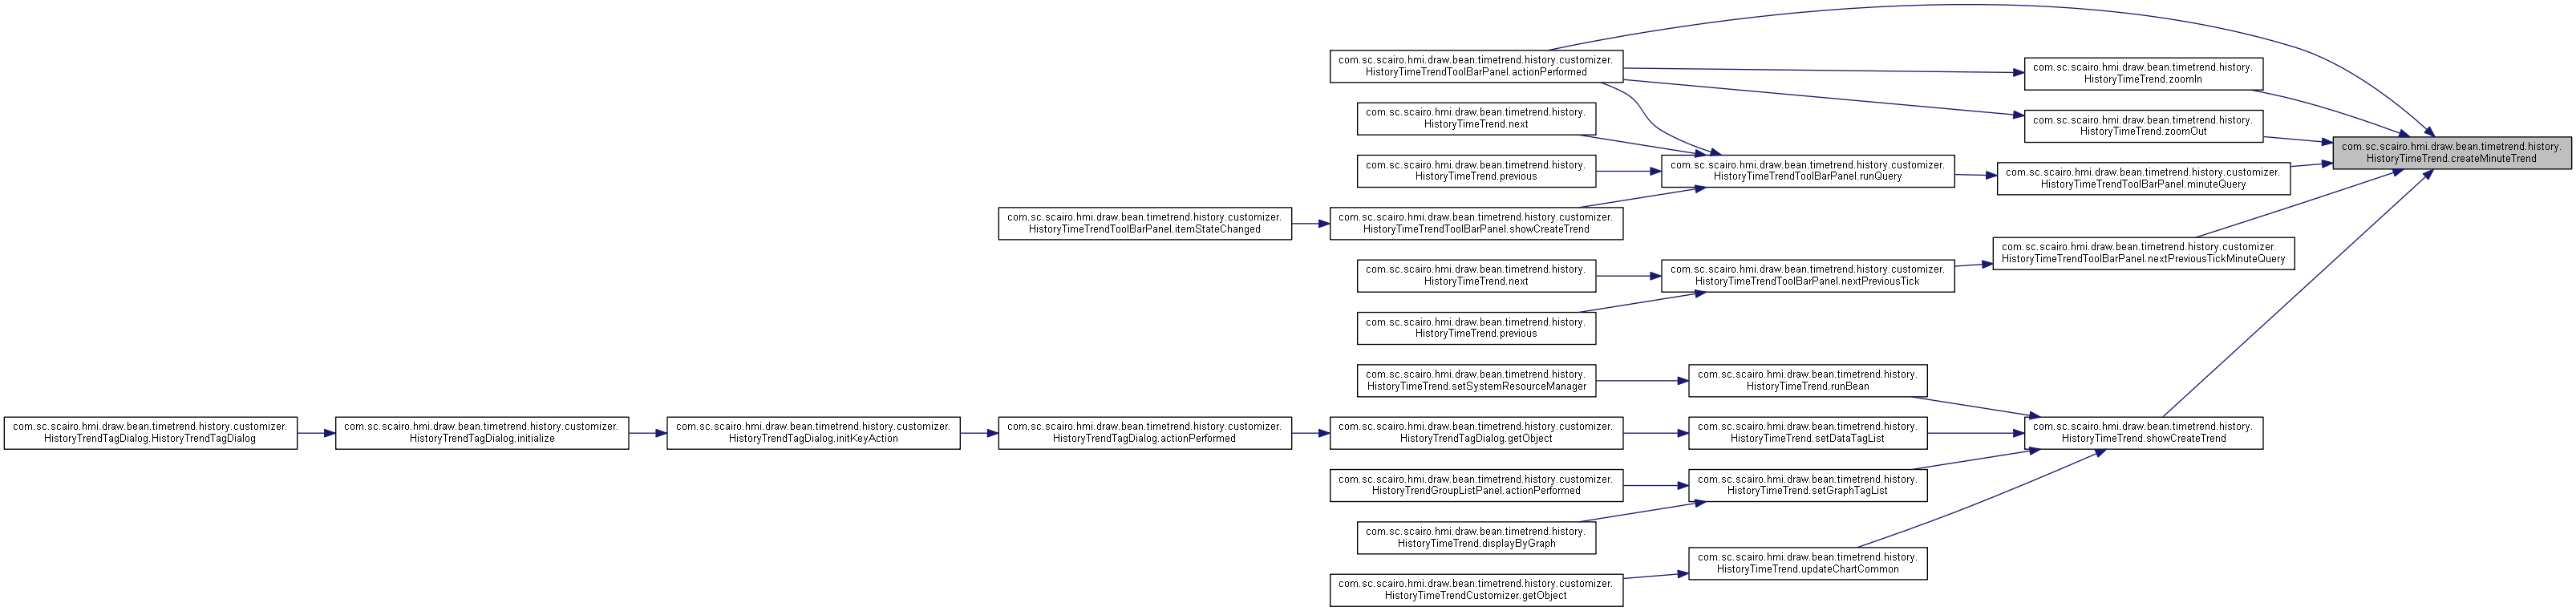 com.sc.scairo.hmi.draw.bean.timetrend.history.customizer.
HistoryTimeTrendToolBarPanel.actionPerformed
com.sc.scairo.hmi.draw.bean.timetrend.history.
HistoryTimeTrend.zoomIn
com.sc.scairo.hmi.draw.bean.timetrend.history.
HistoryTimeTrend.next
com.sc.scairo.hmi.draw.bean.timetrend.history.
HistoryTimeTrend.zoomOut
com.sc.scairo.hmi.draw.bean.timetrend.history.
HistoryTimeTrend.createMinuteTrend
com.sc.scairo.hmi.draw.bean.timetrend.history.
HistoryTimeTrend.previous
com.sc.scairo.hmi.draw.bean.timetrend.history.customizer.
HistoryTimeTrendToolBarPanel.runQuery
com.sc.scairo.hmi.draw.bean.timetrend.history.customizer.
HistoryTimeTrendToolBarPanel.minuteQuery
com.sc.scairo.hmi.draw.bean.timetrend.history.customizer.
HistoryTimeTrendToolBarPanel.itemStateChanged
com.sc.scairo.hmi.draw.bean.timetrend.history.customizer.
HistoryTimeTrendToolBarPanel.showCreateTrend
com.sc.scairo.hmi.draw.bean.timetrend.history.customizer.
HistoryTimeTrendToolBarPanel.nextPreviousTickMinuteQuery
com.sc.scairo.hmi.draw.bean.timetrend.history.
HistoryTimeTrend.next
com.sc.scairo.hmi.draw.bean.timetrend.history.customizer.
HistoryTimeTrendToolBarPanel.nextPreviousTick
com.sc.scairo.hmi.draw.bean.timetrend.history.
HistoryTimeTrend.previous
com.sc.scairo.hmi.draw.bean.timetrend.history.
HistoryTimeTrend.setSystemResourceManager
com.sc.scairo.hmi.draw.bean.timetrend.history.
HistoryTimeTrend.runBean
com.sc.scairo.hmi.draw.bean.timetrend.history.customizer.
HistoryTrendTagDialog.HistoryTrendTagDialog
com.sc.scairo.hmi.draw.bean.timetrend.history.customizer.
HistoryTrendTagDialog.initialize
com.sc.scairo.hmi.draw.bean.timetrend.history.customizer.
HistoryTrendTagDialog.initKeyAction
com.sc.scairo.hmi.draw.bean.timetrend.history.customizer.
HistoryTrendTagDialog.actionPerformed
com.sc.scairo.hmi.draw.bean.timetrend.history.customizer.
HistoryTrendTagDialog.getObject
com.sc.scairo.hmi.draw.bean.timetrend.history.
HistoryTimeTrend.setDataTagList
com.sc.scairo.hmi.draw.bean.timetrend.history.
HistoryTimeTrend.showCreateTrend
com.sc.scairo.hmi.draw.bean.timetrend.history.customizer.
HistoryTrendGroupListPanel.actionPerformed
com.sc.scairo.hmi.draw.bean.timetrend.history.
HistoryTimeTrend.setGraphTagList
com.sc.scairo.hmi.draw.bean.timetrend.history.
HistoryTimeTrend.displayByGraph
com.sc.scairo.hmi.draw.bean.timetrend.history.
HistoryTimeTrend.updateChartCommon
com.sc.scairo.hmi.draw.bean.timetrend.history.customizer.
HistoryTimeTrendCustomizer.getObject